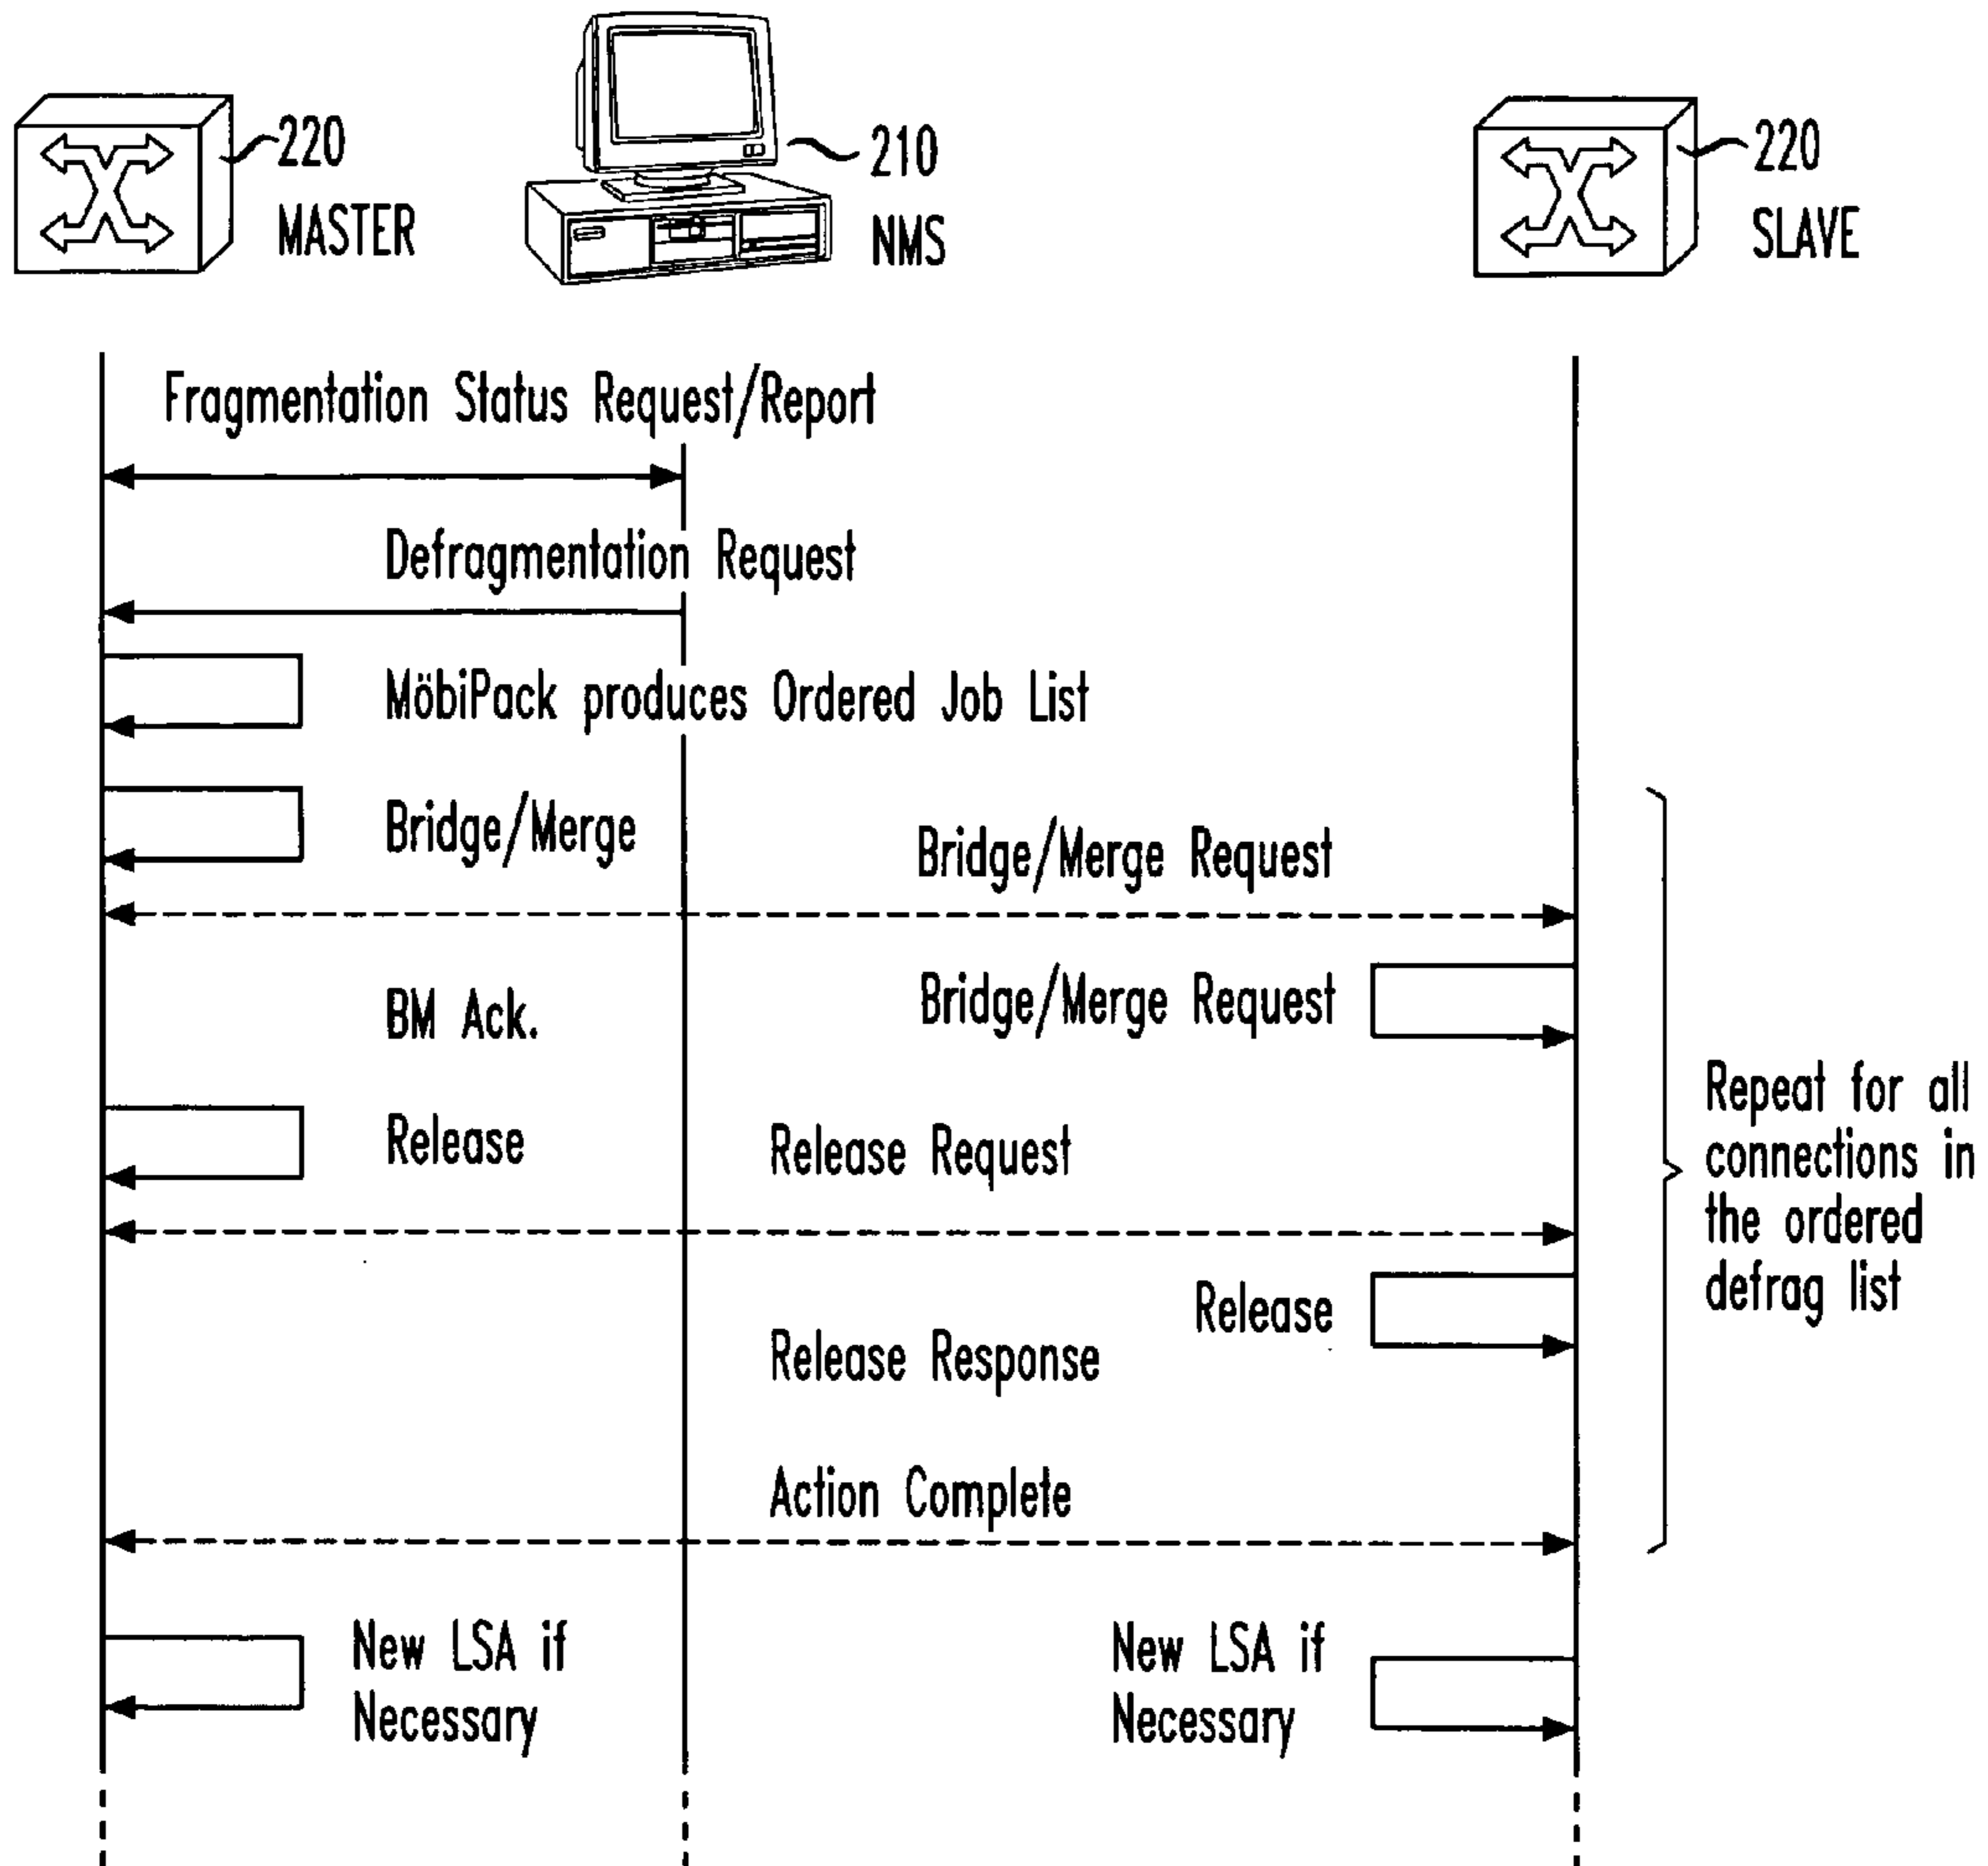 220
MASTER
210
NMS
220
SLAVE
Fragmentation Status Request/Report
Defragmentation Request
MöbiPack produces Ordered Job List
Bridge/Merge
Bridge/Merge Request
BM Ack.
Bridge/Merge Request
Release
Release Request
Release
Release Response
Action Complete
Repeat for all
connections in
the ordered
defrag list
New LSA if
Necessary
New LSA if
Necessary